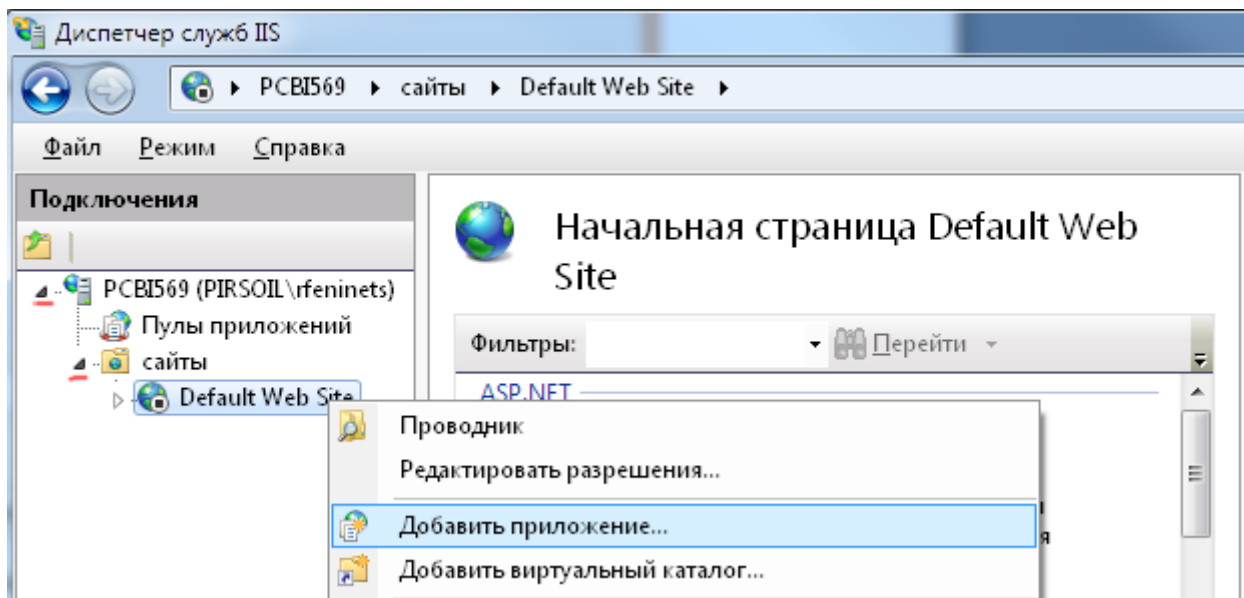 Диспетчер служб IIS
PCBI569 сайты Default Web Site
Файл Режим Справка
Подключения
PCBI569 (PIRSOIL\rfeninets)
Пулы приложений
сайты
Default Web Site
Начальная страница Default Web
Site
Фильтры: Перейти
ASP.NET
Проводник
Редактировать разрешения...
Добавить приложение...
Добавить виртуальный каталог...